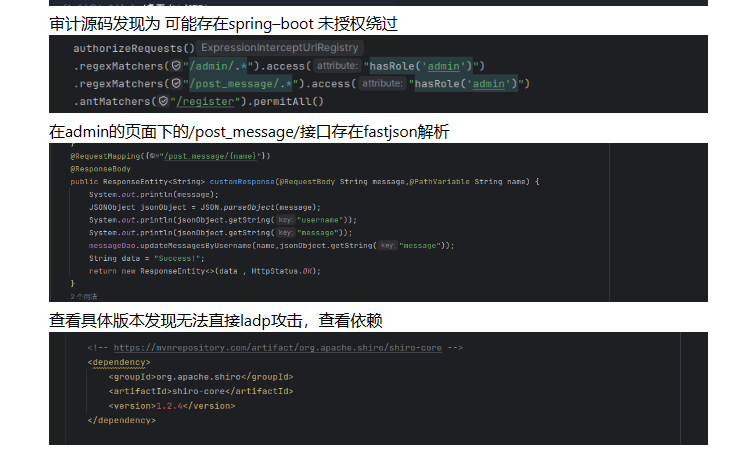 审计源码发现为 可能存在spring-boot 未授权绕过
authorizeRequests() ExpressionInterceptUrlRegistry
.regexMatchers("/admin/.*").access( attribute: "hasRole('admin')")
.regexMatchers("/post_message/.*").access( attribute: "hasRole('admin')")
.antMatchers("/register").permitAll()
在admin的页面下的/post_message/接口存在fastjson解析
}
@RequestMapping({"/post_message/{name}"})
@ResponseBody
public ResponseEntity<String> customResponse(@RequestBody String message,@PathVariable String name) {
System.out.println(message);
JSONObject jsonObject = JSON.parseObject(message);
System.out.println(jsonObject.getString( key: "username"));
System.out.println(jsonObject.getString( key: "message"));
messageDao.updateMessagesByUsername(name,jsonObject.getString( key: "message"));
String data = "Success!";
return new ResponseEntity<>(data , HttpStatus.OK);
}
2 个用法
查看具体版本发现无法直接ladp攻击，查看依赖
<!-- https://mvnrepository.com/artifact/org.apache.shiro/shiro-core -->
<dependency>
<groupId>org.apache.shiro</groupId>
<artifactId>shiro-core</artifactId>
<version>1.2.4</version>
</dependency>